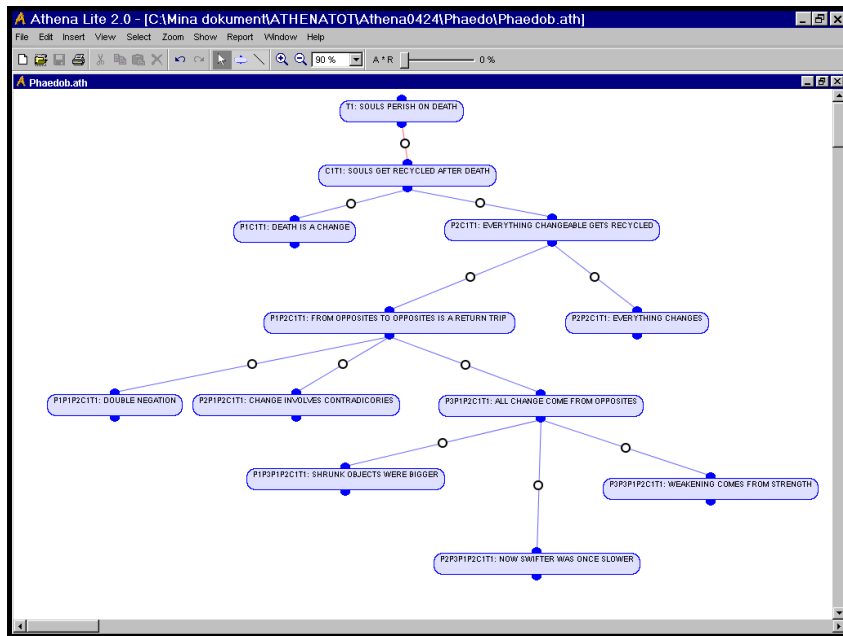 Athena Lite 2.0 - [C:\Mina dokument\ATHENATOT\Athena0424\Phaedo\Phaedob.ath]
File Edit Insert View Select Zoom Show Report Window Help
90 % A*R 0 %
Phaedob.ath
T1: SOULS PERISH ON DEATH
C1T1: SOULS GET RECYCLED AFTER DEATH
P1C1T1: DEATH IS A CHANGE
P2C1T1: EVERYTHING CHANGEABLE GETS RECYCLED
P1P2C1T1: FROM OPPOSITES TO OPPOSITES IS A RETURN TRIP
P2P2C1T1: EVERYTHING CHANGES
P1P1P2C1T1: DOUBLE NEGATION
P2P1P2C1T1: CHANGE INVOLVES CONTRADICORIES
P3P1P2C1T1: ALL CHANGE COME FROM OPPOSITES
P1P3P1P2C1T1: SHRUNK OBJECTS WERE BIGGER
P3P3P1P2C1T1: WEAKENING COMES FROM STRENGTH
P2P3P1P2C1T1: NOW SWIFTER WAS ONCE SLOWER